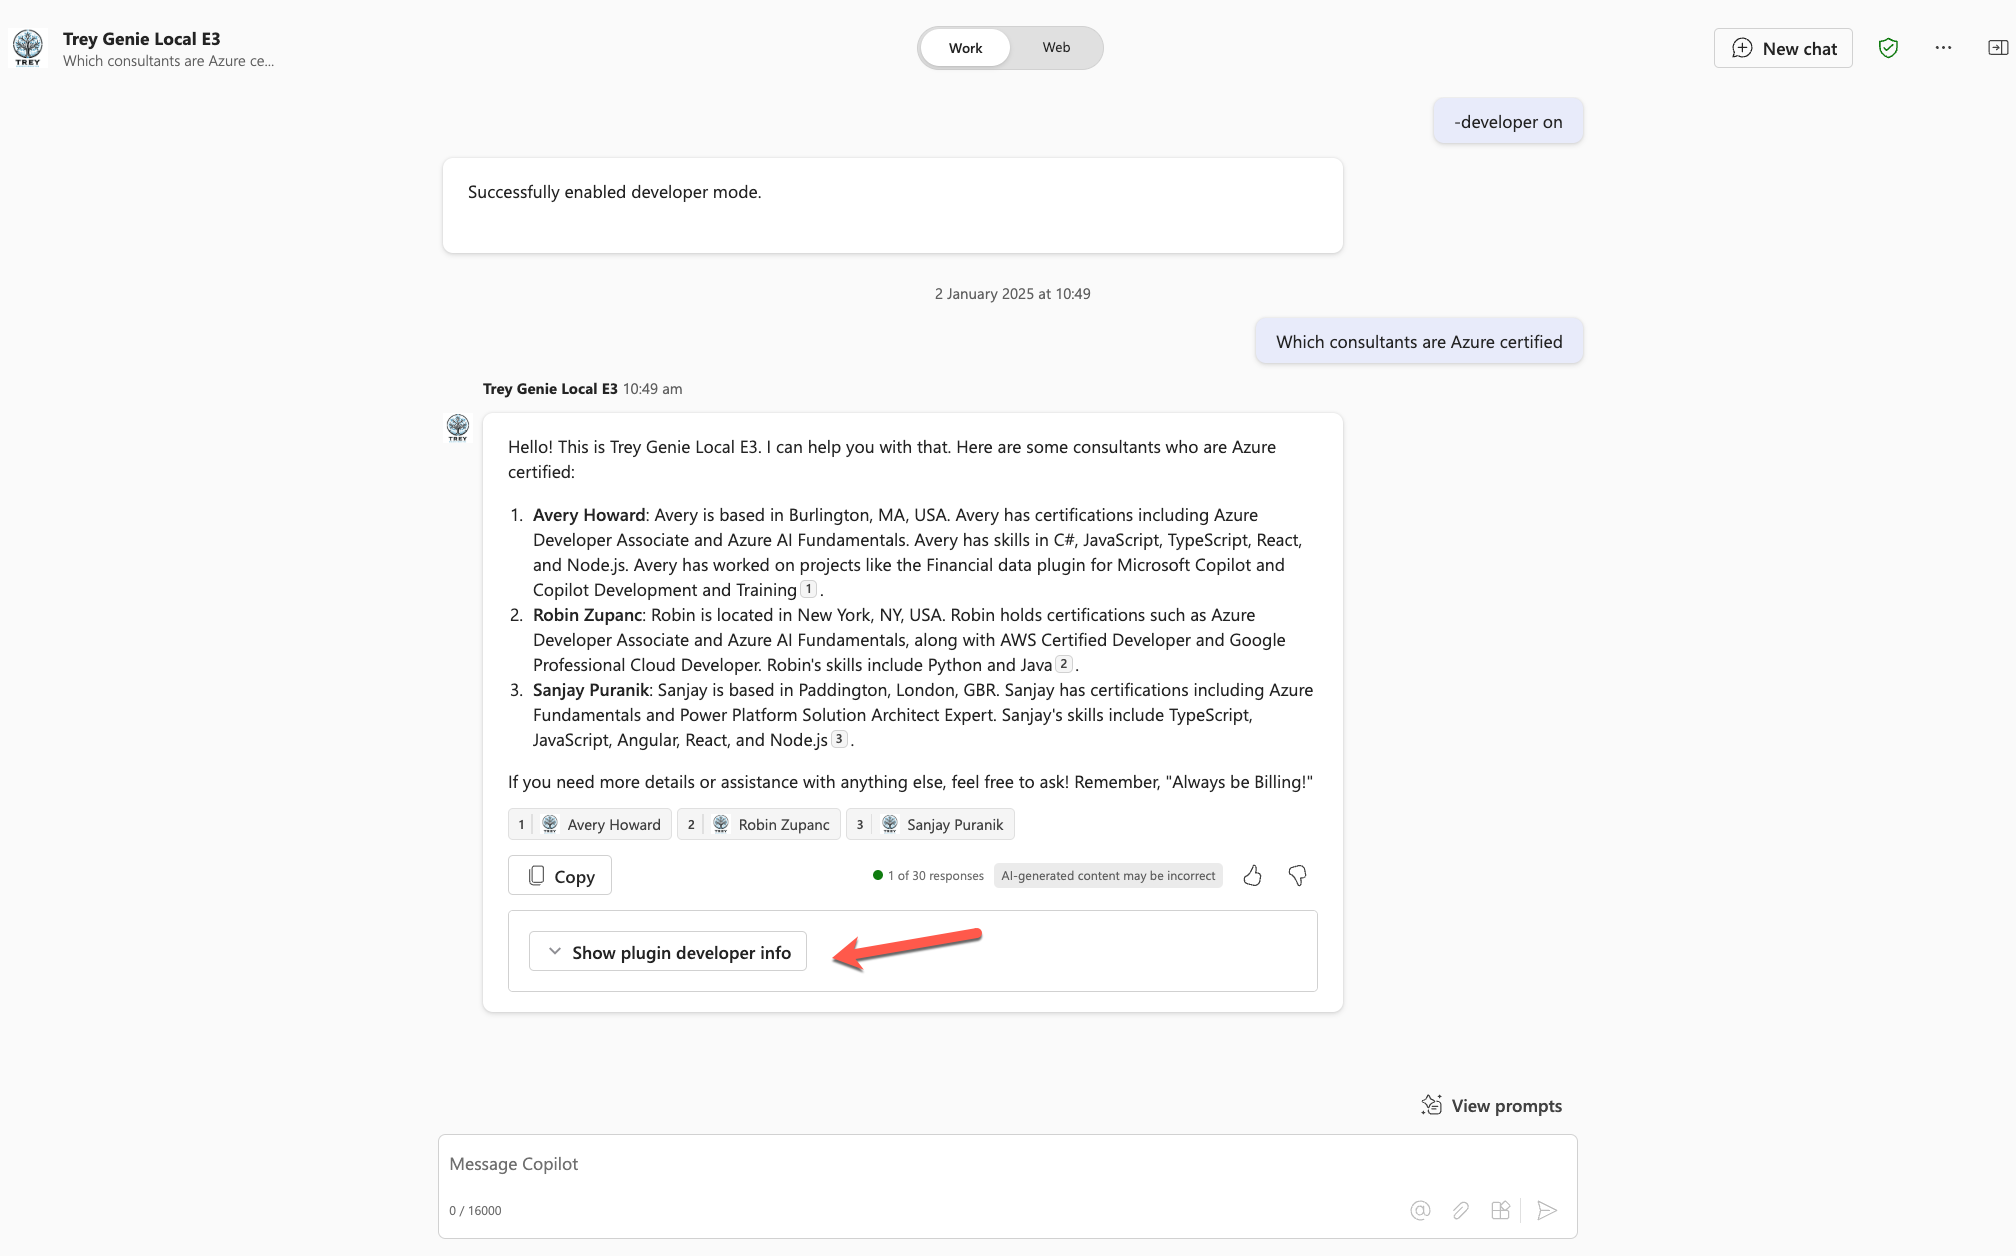 TREY
Trey Genie Local E3
Which consultants are Azure ce...
Work
Web
New chat
-developer on
Successfully enabled developer mode.
2 January 2025 at 10:49
Which consultants are Azure certified
Trey Genie Local E3 10:49 am
TREY
Hello! This is Trey Genie Local E3. I can help you with that. Here are some consultants who are Azure
certified:
1. Avery Howard: Avery is based in Burlington, MA, USA. Avery has certifications including Azure
Developer Associate and Azure AI Fundamentals. Avery has skills in C#, JavaScript, TypeScript, React,
and Node.js. Avery has worked on projects like the Financial data plugin for Microsoft Copilot and
Copilot Development and Training 1 .
2. Robin Zupanc: Robin is located in New York, NY, USA. Robin holds certifications such as Azure
Developer Associate and Azure AI Fundamentals, along with AWS Certified Developer and Google
Professional Cloud Developer. Robin's skills include Python and Java 2 .
3. Sanjay Puranik: Sanjay is based in Paddington, London, GBR. Sanjay has certifications including Azure
Fundamentals and Power Platform Solution Architect Expert. Sanjay's skills include TypeScript,
JavaScript, Angular, React, and Node.js 3 .
If you need more details or assistance with anything else, feel free to ask! Remember, "Always be Billing!"
1 TREY Avery Howard 2 TREY Robin Zupanc 3 TREY Sanjay Puranik
Copy
1 of 30 responses
AI-generated content may be incorrect
Show plugin developer info
View prompts
Message Copilot
0 / 16000